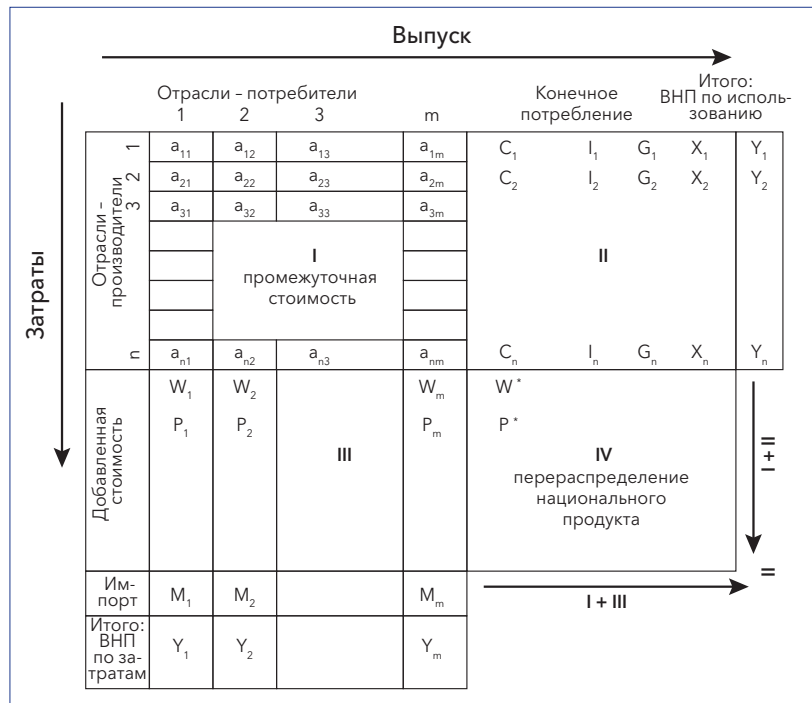 Выпуск
Отрасли – потребители
Конечное
потребление
Итого:
ВНП по исполь-
зованию
1 2 3 m
Затраты
Отрасли –
производители
1 a₁₁ a₁₂ a₁₃ a₁ₘ C₁ I₁ G₁ X₁ Y₁
2 a₂₁ a₂₂ a₂₃ a₂ₘ C₂ I₂ G₂ X₂ Y₂
3 a₃₁ a₃₂ a₃₃ a₃ₘ
I
промежуточная
стоимость
II
n aₙ₁ aₙ₂ aₙ₃ aₙₘ Cₙ Iₙ Gₙ Xₙ Yₙ
Добавленная
стоимость
W₁ W₂ Wₘ W*
P₁ P₂ Pₘ P*
III
IV
перераспределение
национального
продукта
I + II
=
Им-
порт
M₁ M₂ Mₘ
I + III
Итого:
ВНП
по за-
тратам
Y₁ Y₂ Yₘ